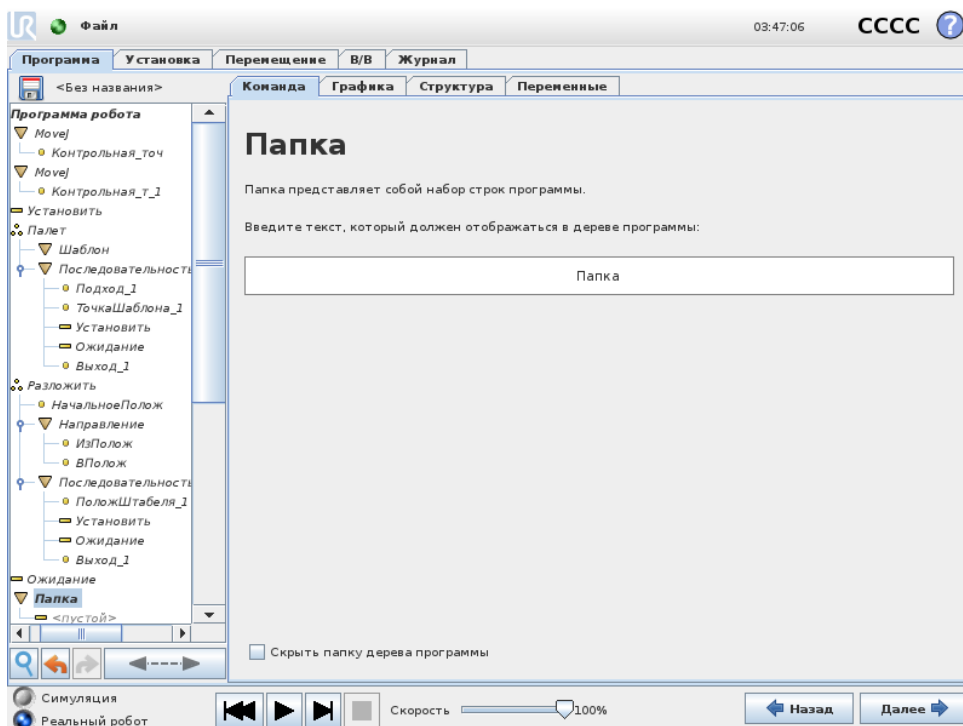 UR Файл 03:47:06 CCCC ?
Программа Установка Перемещение В/В Журнал
<Без названия> Команда Графика Структура Переменные
Программа робота
MoveJ
Контрольная_точ
MoveJ
Контрольная_т_1
Установить
Палет
Шаблон
Последовательность
Подход_1
ТочкаШаблона_1
Установить
Ожидание
Выход_1
Разложить
НачальноеПолож
Направление
ИзПолож
ВПолож
Последовательность
ПоложШтабеля_1
Установить
Ожидание
Выход_1
Ожидание
Папка
<пустой>
Папка
Папка представляет собой набор строк программы.
Введите текст, который должен отображаться в дереве программы:
Папка
Скрыть папку дерева программы
Симуляция
Реальный робот
Скорость 100%
Назад Далее